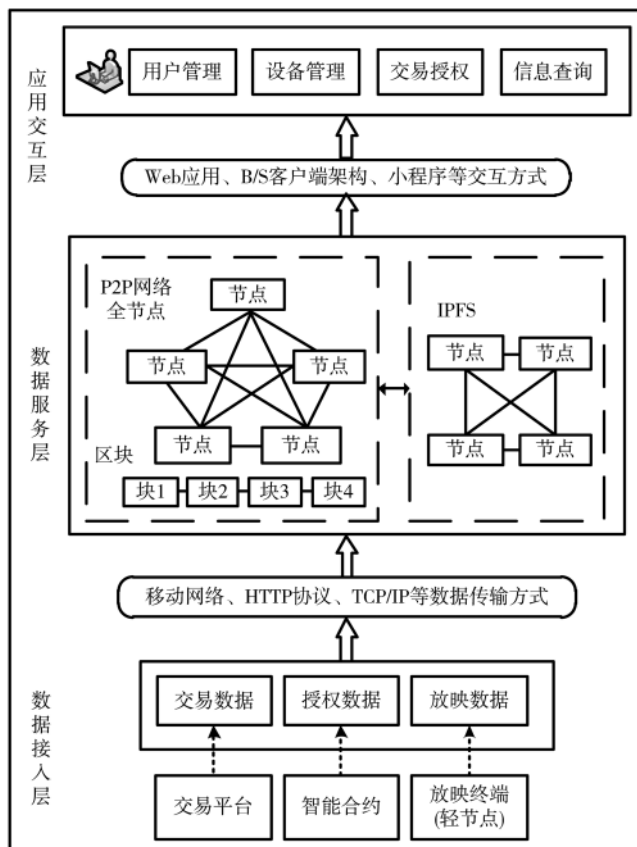 应用交互层
用户管理
设备管理
交易授权
信息查询
Web应用、B/S客户端架构、小程序等交互方式
数据服务层
P2P网络
全节点
节点
节点
节点
节点
节点
区块
块1
块2
块3
块4
IPFS
节点
节点
节点
节点
移动网络、HTTP协议、TCP/IP等数据传输方式
数据接入层
交易数据
授权数据
放映数据
交易平台
智能合约
放映终端
(轻节点)